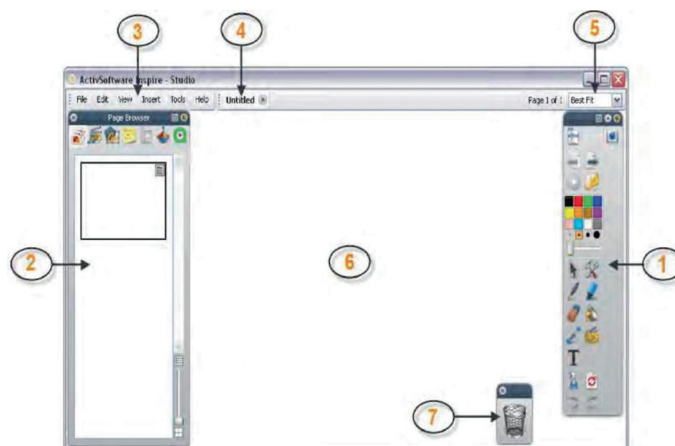 3
4
5
ActivSoftware Inspire - Studio
File Edit View Insert Tools Help Untitled Page 1 of 1 Best Fit
Page Browser
2
6
1
T
7